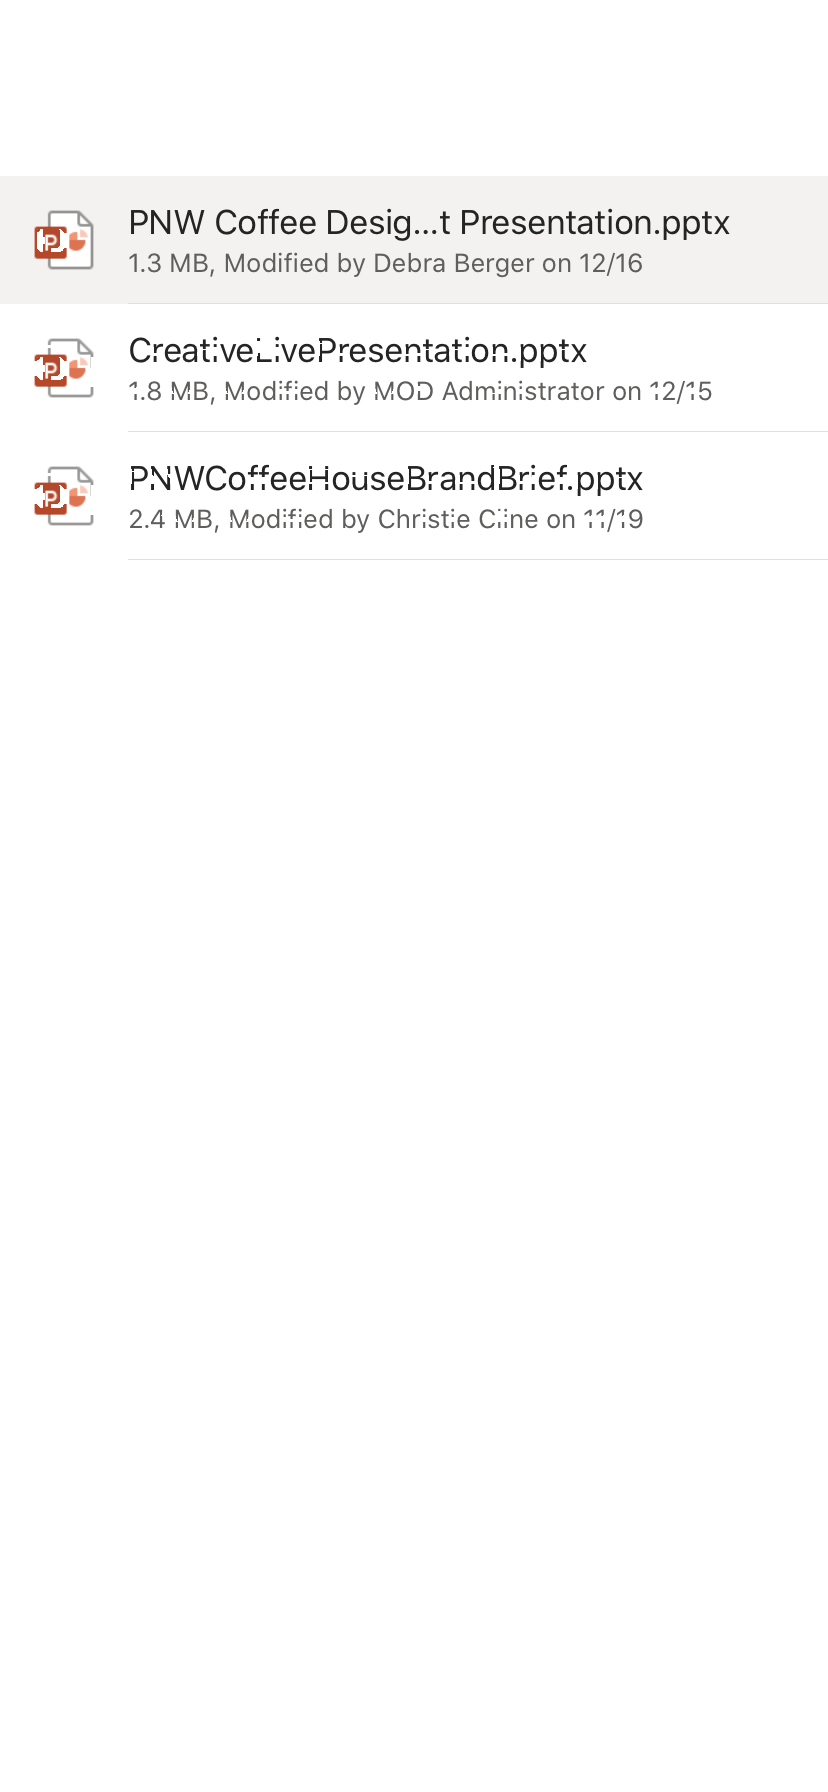 PNW Coffee Desig...t Presentation.pptx
1.3 MB, Modified by Debra Berger on 12/16
P
CreativeLivePresentation.pptx
1.8 MB, Modified by MOD Administrator on 12/15
P
PNWCoffeeHouseBrandBrief.pptx
2.4 MB, Modified by Christie Cline on 11/19
P